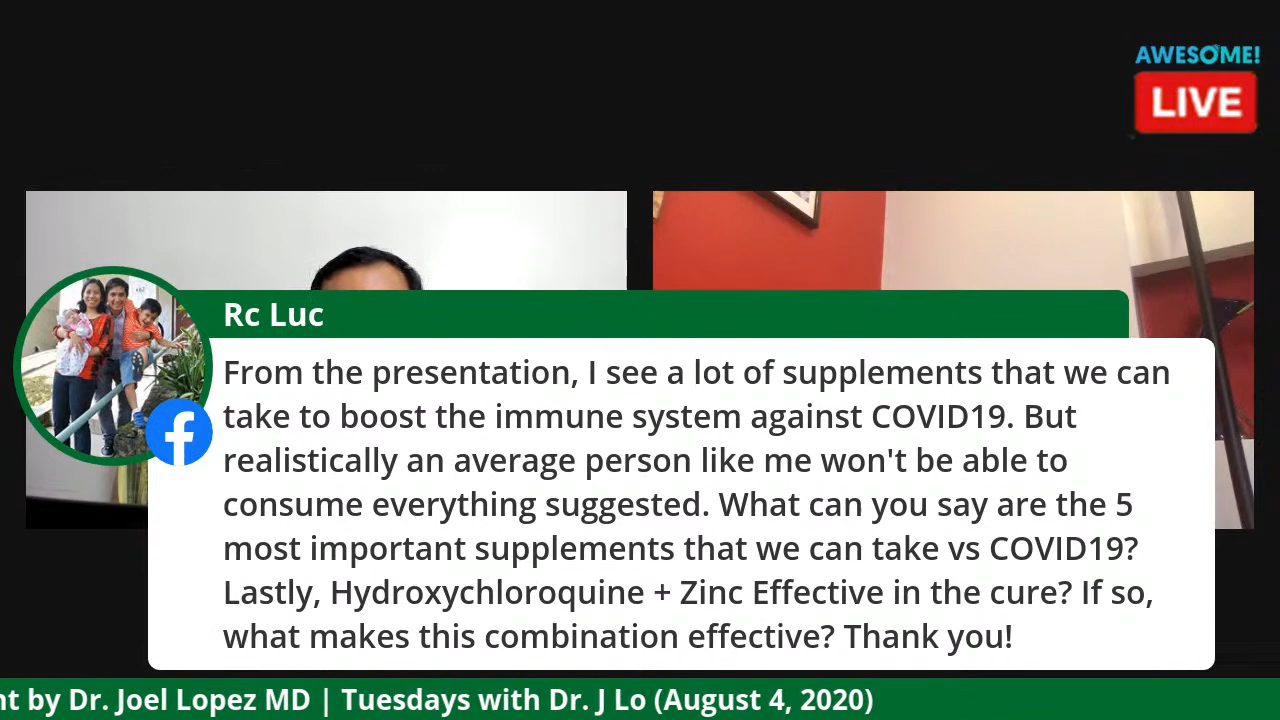 AWESOME!
LIVE
Rc Luc
From the presentation, I see a lot of supplements that we can
take to boost the immune system against COVID19. But
realistically an average person like me won't be able to
consume everything suggested. What can you say are the 5
most important supplements that we can take vs COVID19?
Lastly, Hydroxychloroquine + Zinc Effective in the cure? If so,
what makes this combination effective? Thank you!
nt by Dr. Joel Lopez MD | Tuesdays with Dr. J Lo (August 4, 2020)